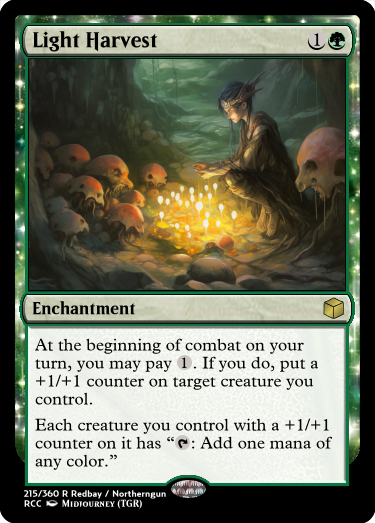 Light Harvest 1
Enchantment
At the beginning of combat on your
turn, you may pay 1. If you do, put a
+1/+1 counter on target creature you
control.
Each creature you control with a +1/+1
counter on it has “: Add one mana of
any color.”
215/360 R Redbay / Northerngun
RCC Midjourney (TGR)